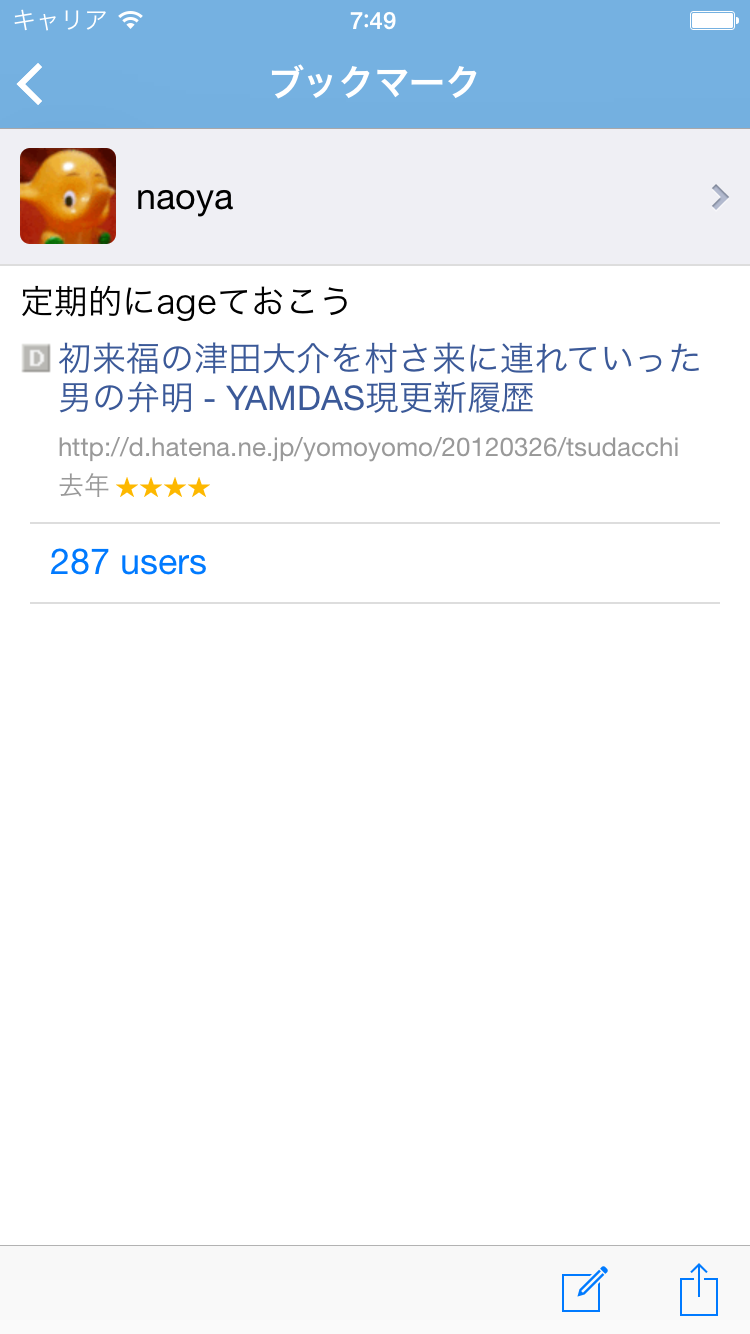 キャリア 7:49
ブックマーク
naoya
定期的にageておこう
D 初来福の津田大介を村さ来に連れていった
男の弁明 - YAMDAS現更新履歴
http://d.hatena.ne.jp/yomoyomo/20120326/tsudacchi
去年 ★★★★
287 users